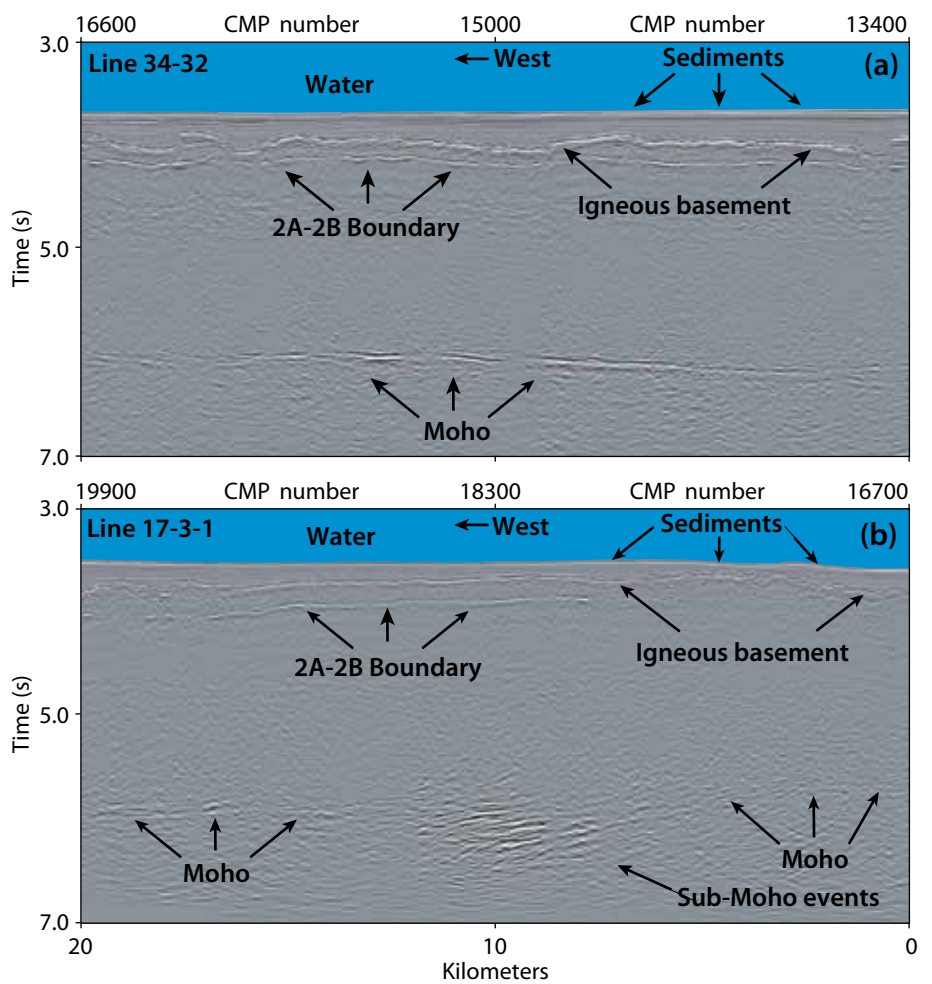 16600 CMP number 15000 CMP number 13400
3.0
Line 34-32
West
Sediments
(a)
Water
Igneous basement
2A-2B Boundary
Time (s)
5.0
Moho
7.0
19900 CMP number 18300 CMP number 16700
3.0
Line 17-3-1
Water
West
Sediments
(b)
2A-2B Boundary
Igneous basement
Time (s)
5.0
Moho
Moho
Sub-Moho events
7.0
20 10 0
Kilometers